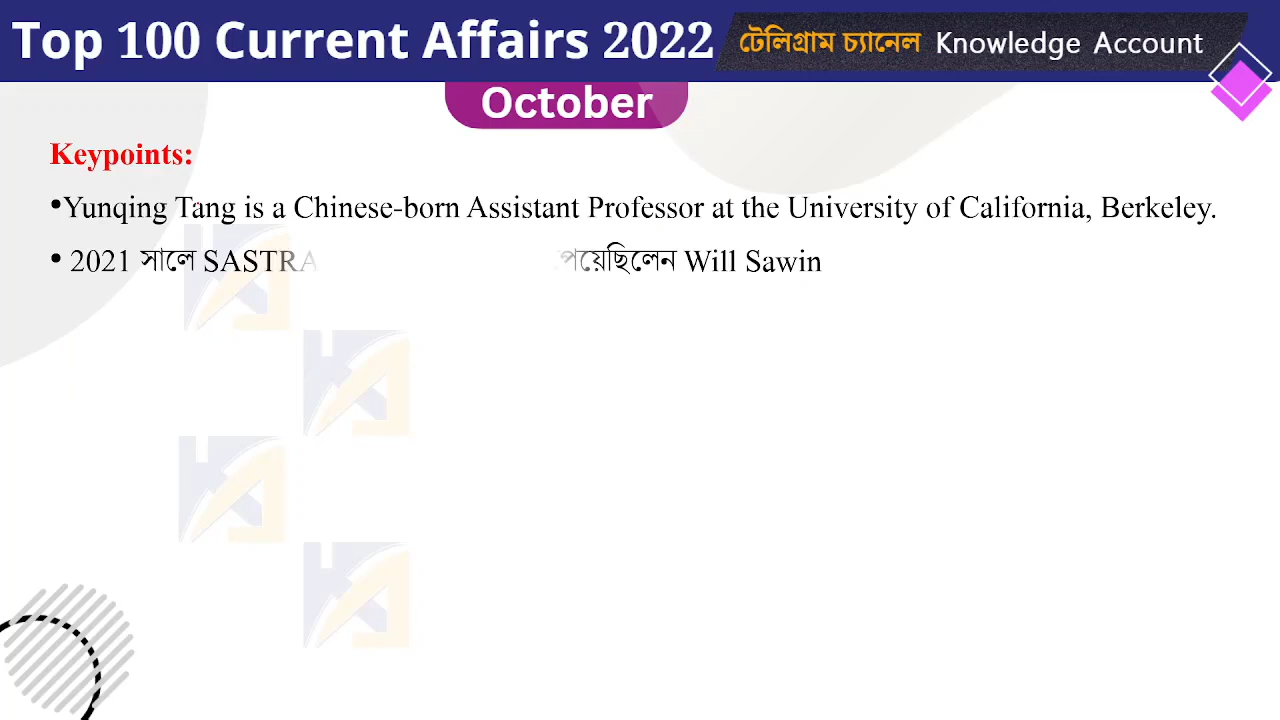 Top 100 Current Affairs 2022 টেলিগ্রাম চ্যানেল Knowledge Account
October
Keypoints:
•Yunqing Tang is a Chinese-born Assistant Professor at the University of California, Berkeley.
• 2021 সালে SASTRA পেয়েছিলেন Will Sawin